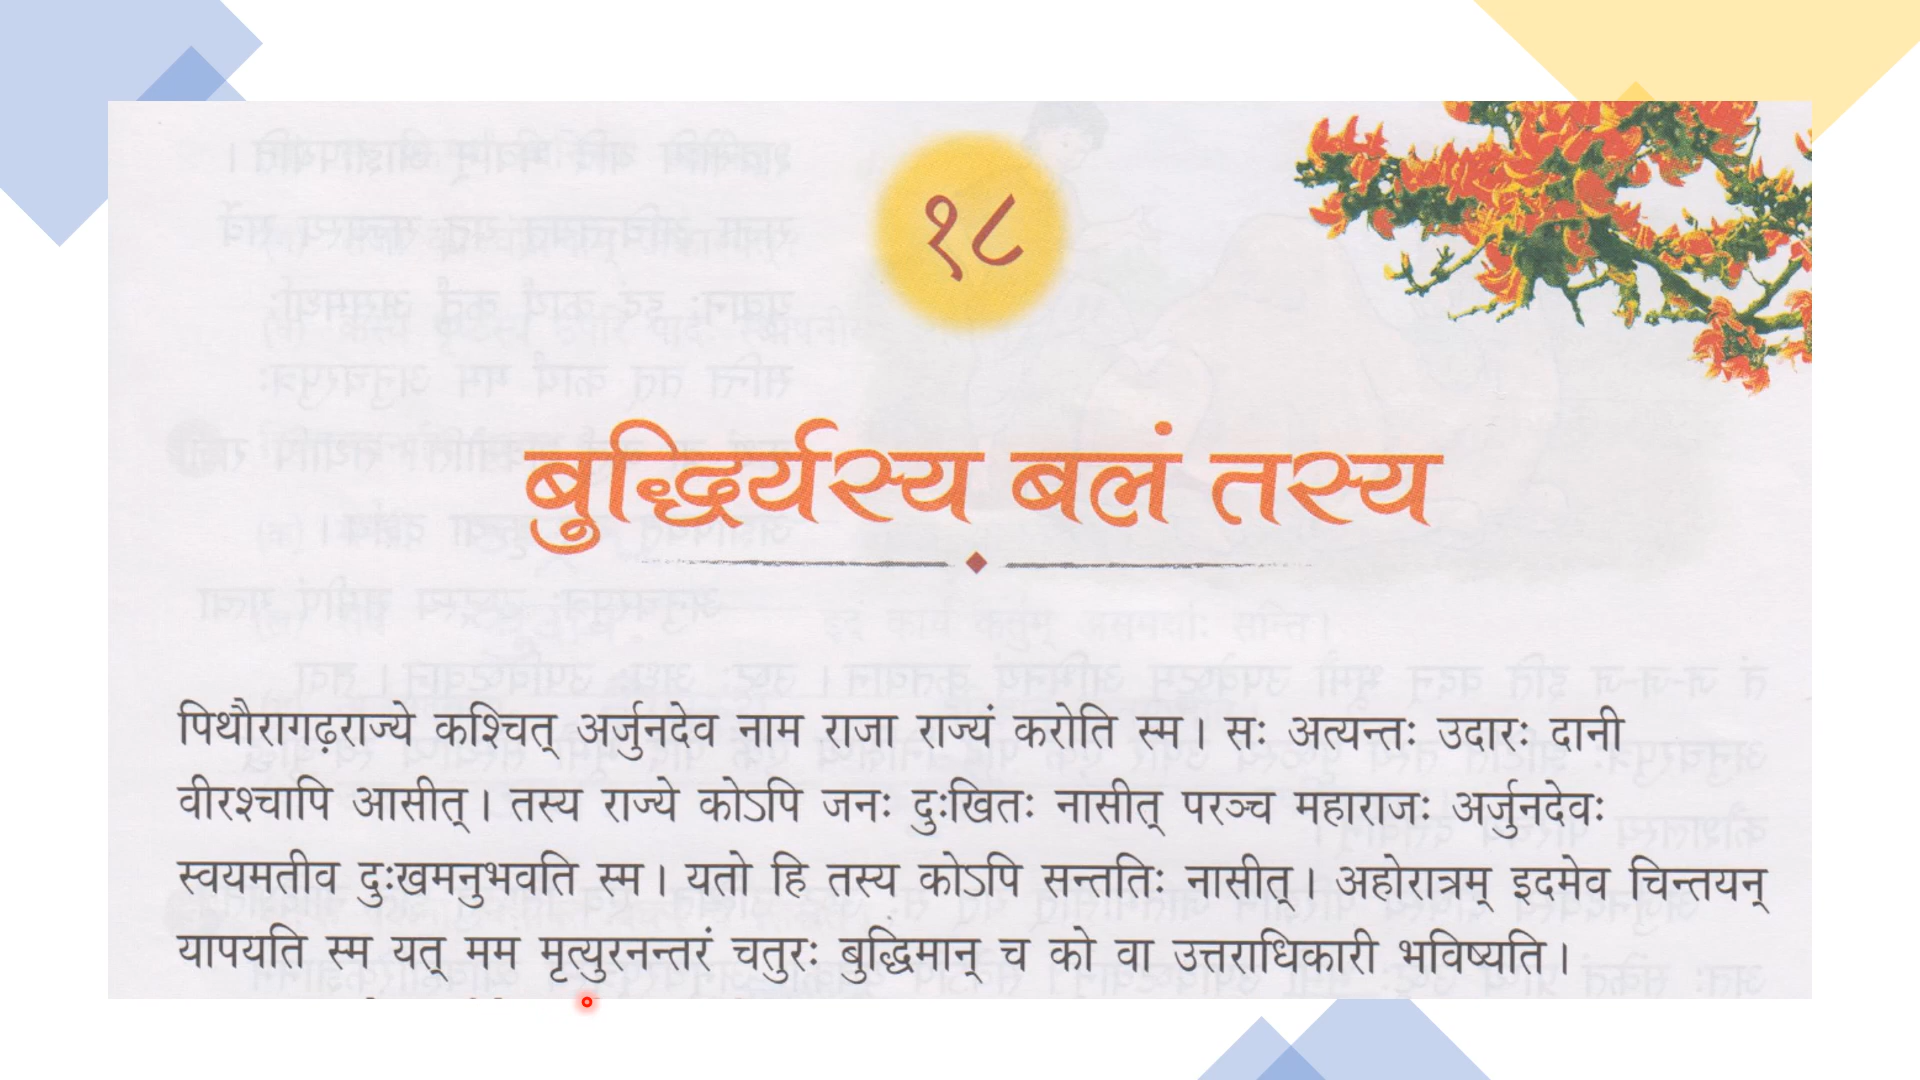 १८
बुद्धिर्यस्य बलं तस्य
पिथौरागढ़राज्ये कश्चित् अर्जुनदेव नाम राजा राज्यं करोति स्म। सः अत्यन्तः उदारः दानी
वीरश्चापि आसीत्। तस्य राज्ये कोऽपि जनः दुःखितः नासीत् परञ्च महाराजः अर्जुनदेवः
स्वयमतीव दुःखमनुभवति स्म। यतो हि तस्य कोऽपि सन्ततिः नासीत्। अहोरात्रम् इदमेव चिन्तयन्
यापयति स्म यत् मम मृत्युरनन्तरं चतुरः बुद्धिमान् च को वा उत्तराधिकारी भविष्यति।